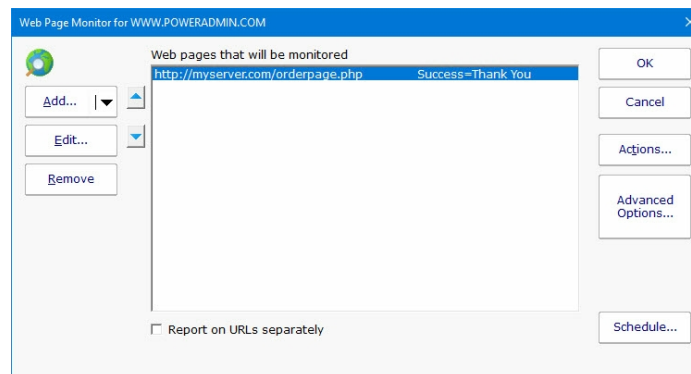 Web Page Monitor for WWW.POWERADMIN.COM
Web pages that will be monitored
http://myserver.com/orderpage.php Success=Thank You
Add...
Edit...
Remove
OK
Cancel
Actions...
Advanced
Options...
Report on URLs separately
Schedule...